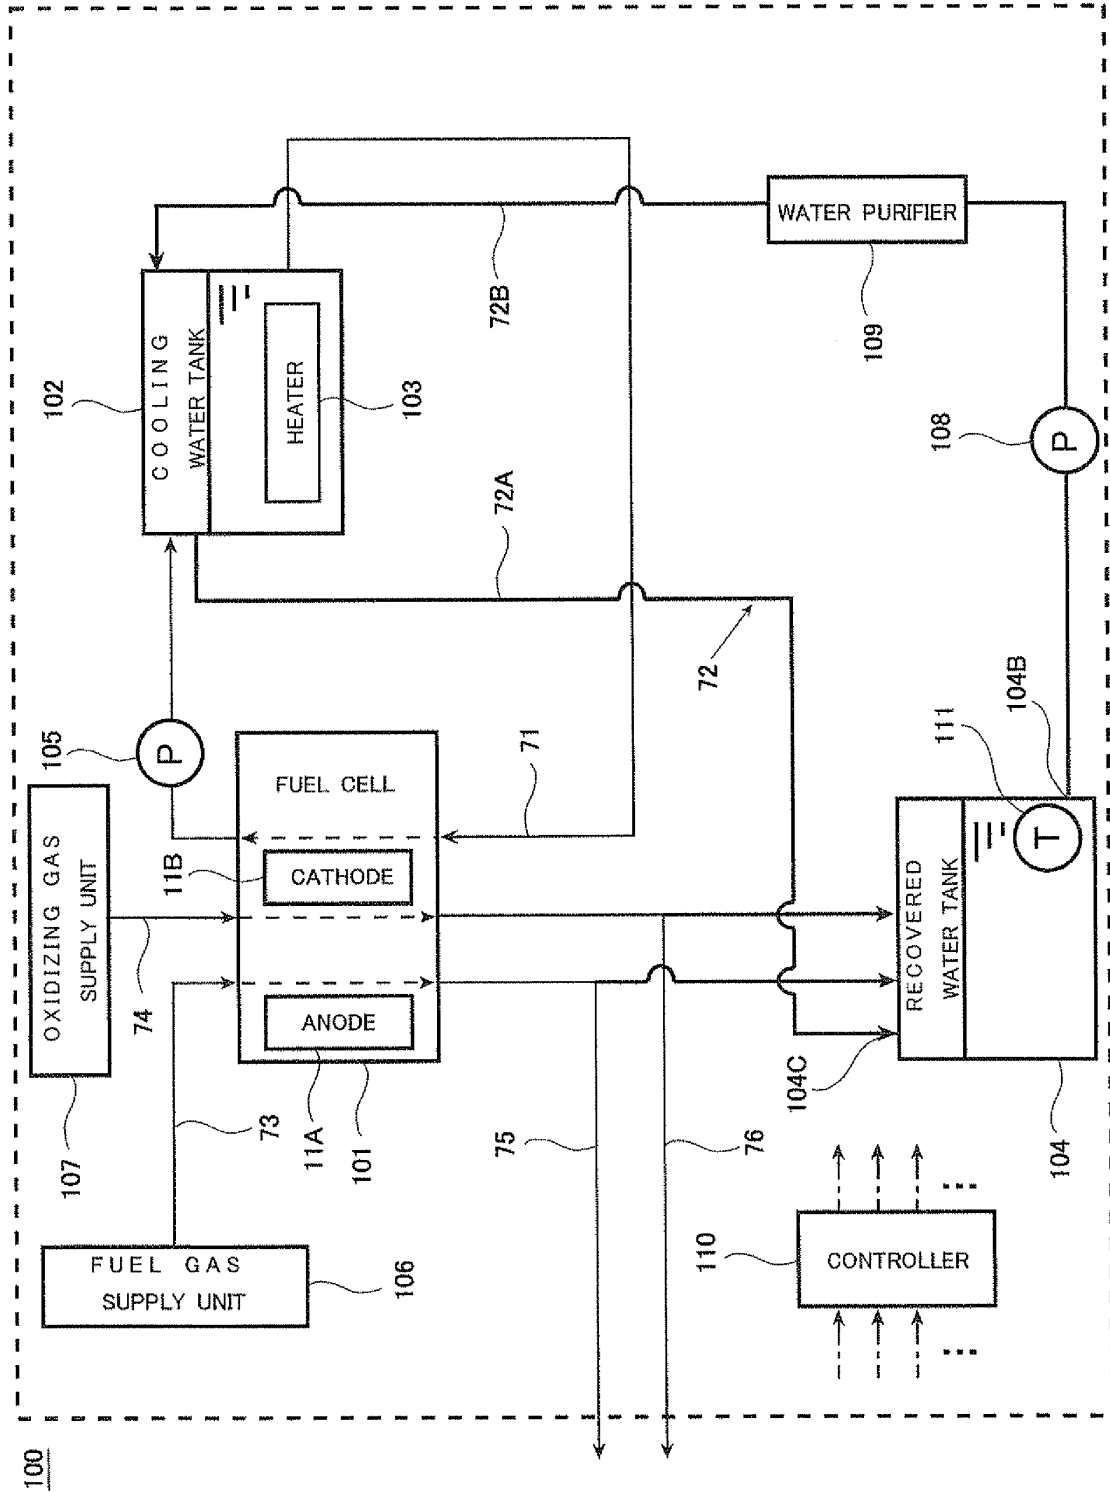 100
FUEL GAS
SUPPLY UNIT
106
107
OXIDIZING GAS
SUPPLY UNIT
73
74
105
P
102
COOLING
WATER TANK
HEATER
103
11A
101
ANODE
11B
CATHODE
FUEL CELL
71
72A
72B
72
75
76
110
CONTROLLER
104C
104
RECOVERED
WATER TANK
T
111
104B
108
P
109
WATER PURIFIER